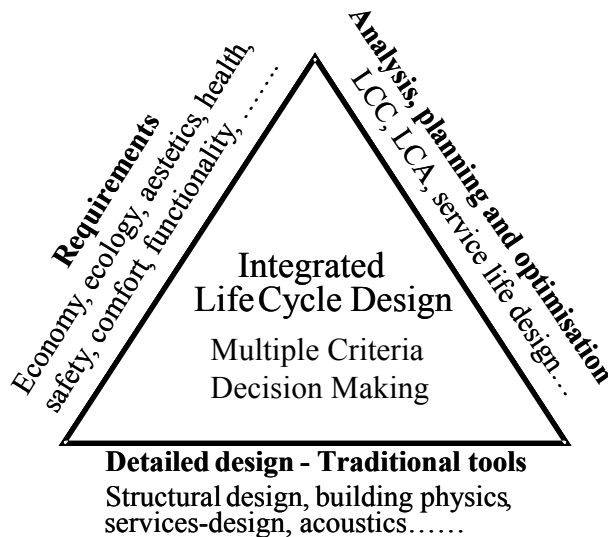 Requirements
Economy, ecology, aestetics, health,
safety, comfort, functionality, ……..
Analysis, planning and optimisation
LCC, LCA, service life design…
Integrated
Life Cycle Design
Multiple Criteria
Decision Making
Detailed design - Traditional tools
Structural design, building physics,
services-design, acoustics……